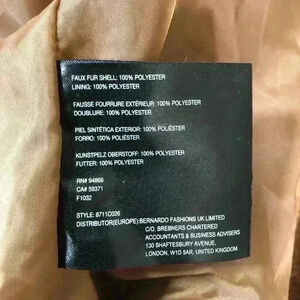 FAUX FUR SHELL: 100% POLYESTER
LINING: 100% POLYESTER
FAUSSE FOURRURE EXTÉRIEUR: 100% POLYESTER
DOUBLURE: 100% POLYESTER
PIEL SINTÉTICA EXTERIOR: 100% POLIÉSTER
FORRO: 100% POLIÉSTER
KUNSTPELZ OBERSTOFF: 100% POLYESTER
FUTTER: 100% POLYESTER
RN# 94868
CA# 59371
F1032
STYLE: 8711C026
DISTRIBUTOR(EUROPE):BERNARDO FASHIONS UK LIMITED
C/O. BREBNERS CHARTERED
ACCOUNTANTS & BUSINESS ADVISERS
130 SHAFTESBURY AVENUE,
LONDON, W1D 5AR, UNITED KINGDOM